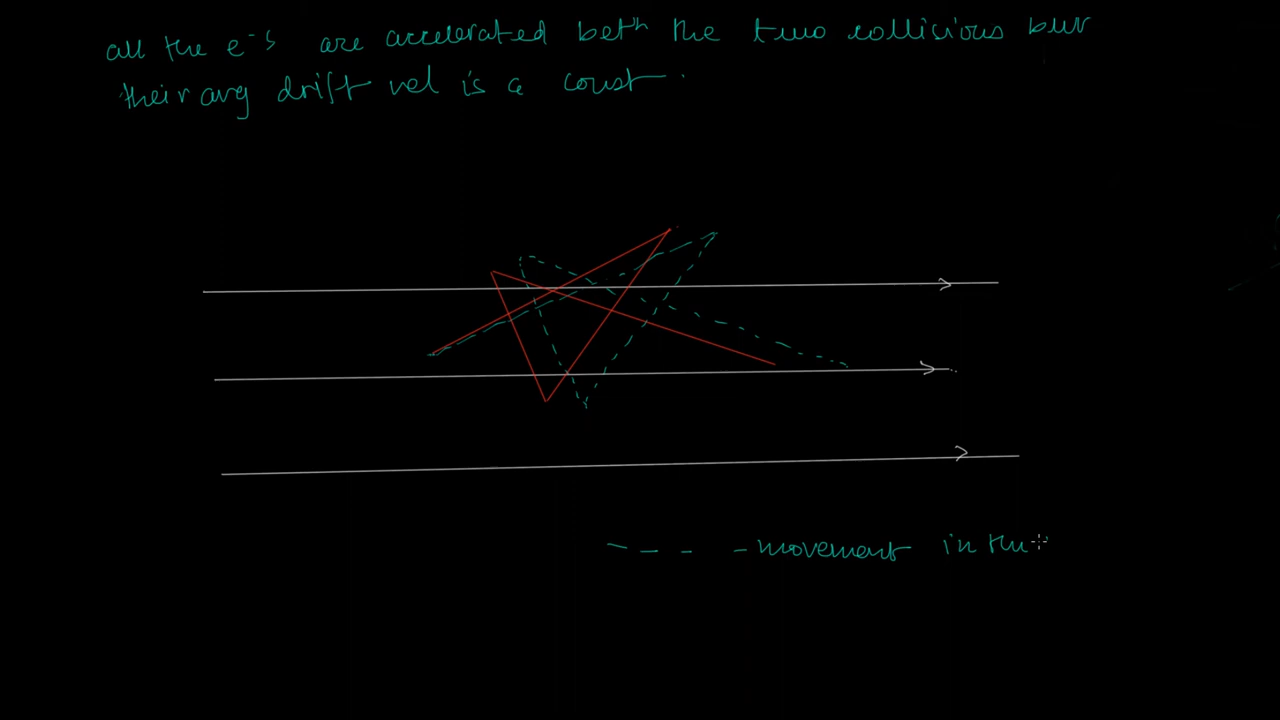 all the e⁻s are accelerated betⁿ the two collisions but
their avg drift vel is a const.
---- movement in the